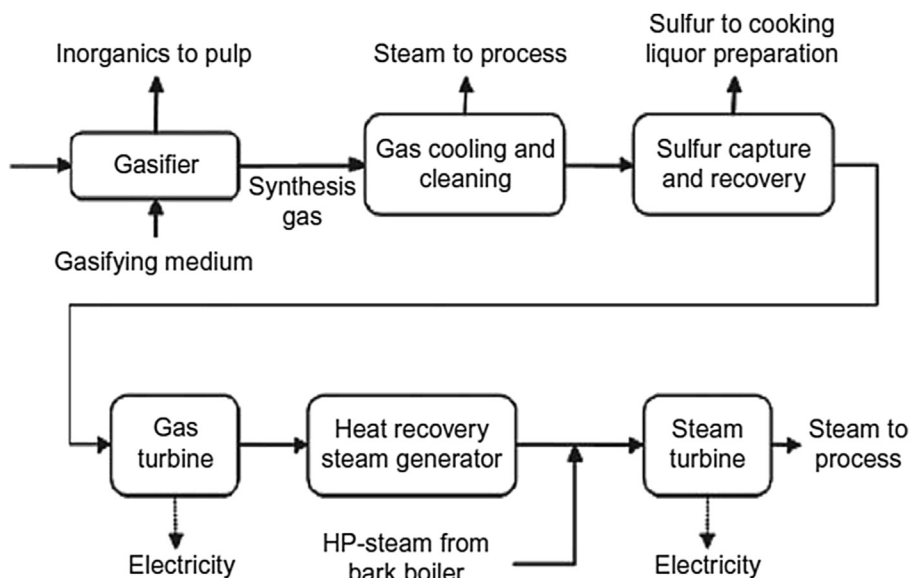 Inorganics to pulp
Steam to process
Sulfur to cooking
liquor preparation
Gasifier
Synthesis
gas
Gas cooling and
cleaning
Sulfur capture
and recovery
Gasifying medium
Gas
turbine
Heat recovery
steam generator
Steam
turbine
Steam to
process
Electricity
HP-steam from
bark boiler
Electricity